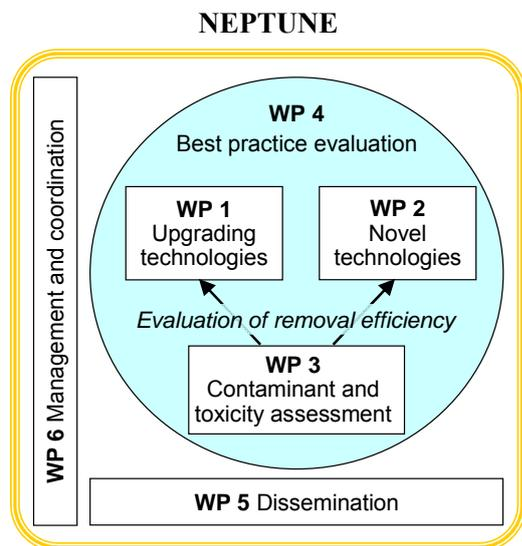 NEPTUNE
WP 6 Management and coordination
WP 4
Best practice evaluation
WP 1
Upgrading
technologies
WP 2
Novel
technologies
Evaluation of removal efficiency
WP 3
Contaminant and
toxicity assessment
WP 5 Dissemination